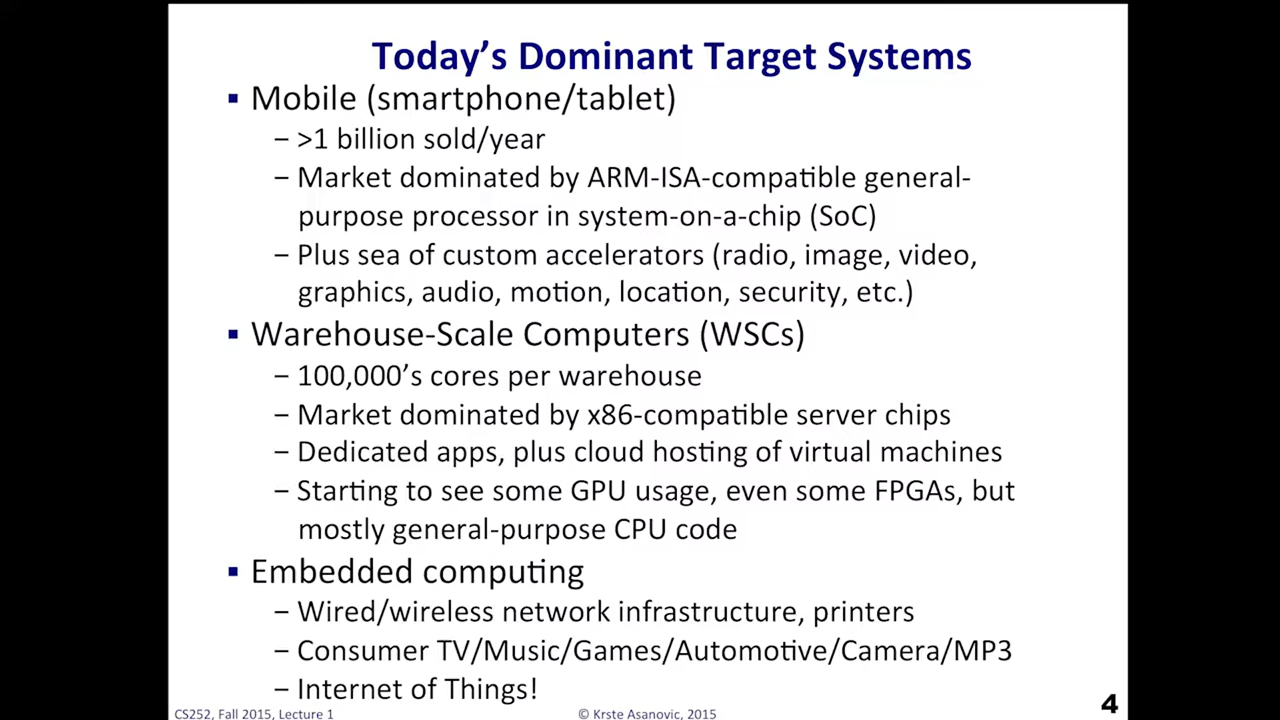 Today's Dominant Target Systems
▪ Mobile (smartphone/tablet)
– >1 billion sold/year
– Market dominated by ARM-ISA-compatible general-
purpose processor in system-on-a-chip (SoC)
– Plus sea of custom accelerators (radio, image, video,
graphics, audio, motion, location, security, etc.)
▪ Warehouse-Scale Computers (WSCs)
– 100,000's cores per warehouse
– Market dominated by x86-compatible server chips
– Dedicated apps, plus cloud hosting of virtual machines
– Starting to see some GPU usage, even some FPGAs, but
mostly general-purpose CPU code
▪ Embedded computing
– Wired/wireless network infrastructure, printers
– Consumer TV/Music/Games/Automotive/Camera/MP3
– Internet of Things!
CS252, Fall 2015, Lecture 1
© Krste Asanovic, 2015
4